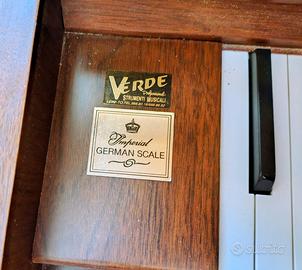 VERDE
STRUMENTI MUSICALI
Imperial
GERMAN SCALE
subito